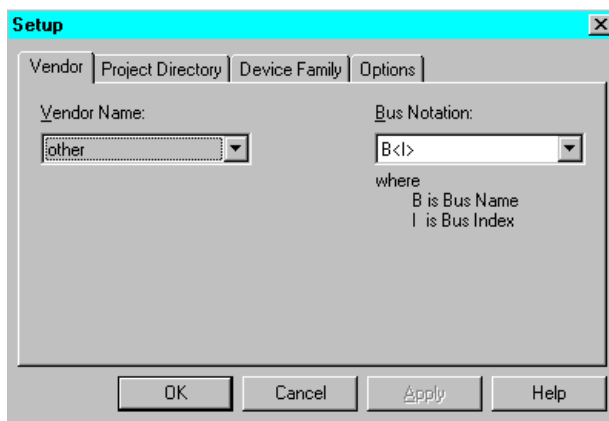 Setup
Vendor Project Directory Device Family Options
Vendor Name: Bus Notation:
other B<I>
where
B is Bus Name
I is Bus Index
OK Cancel Apply Help